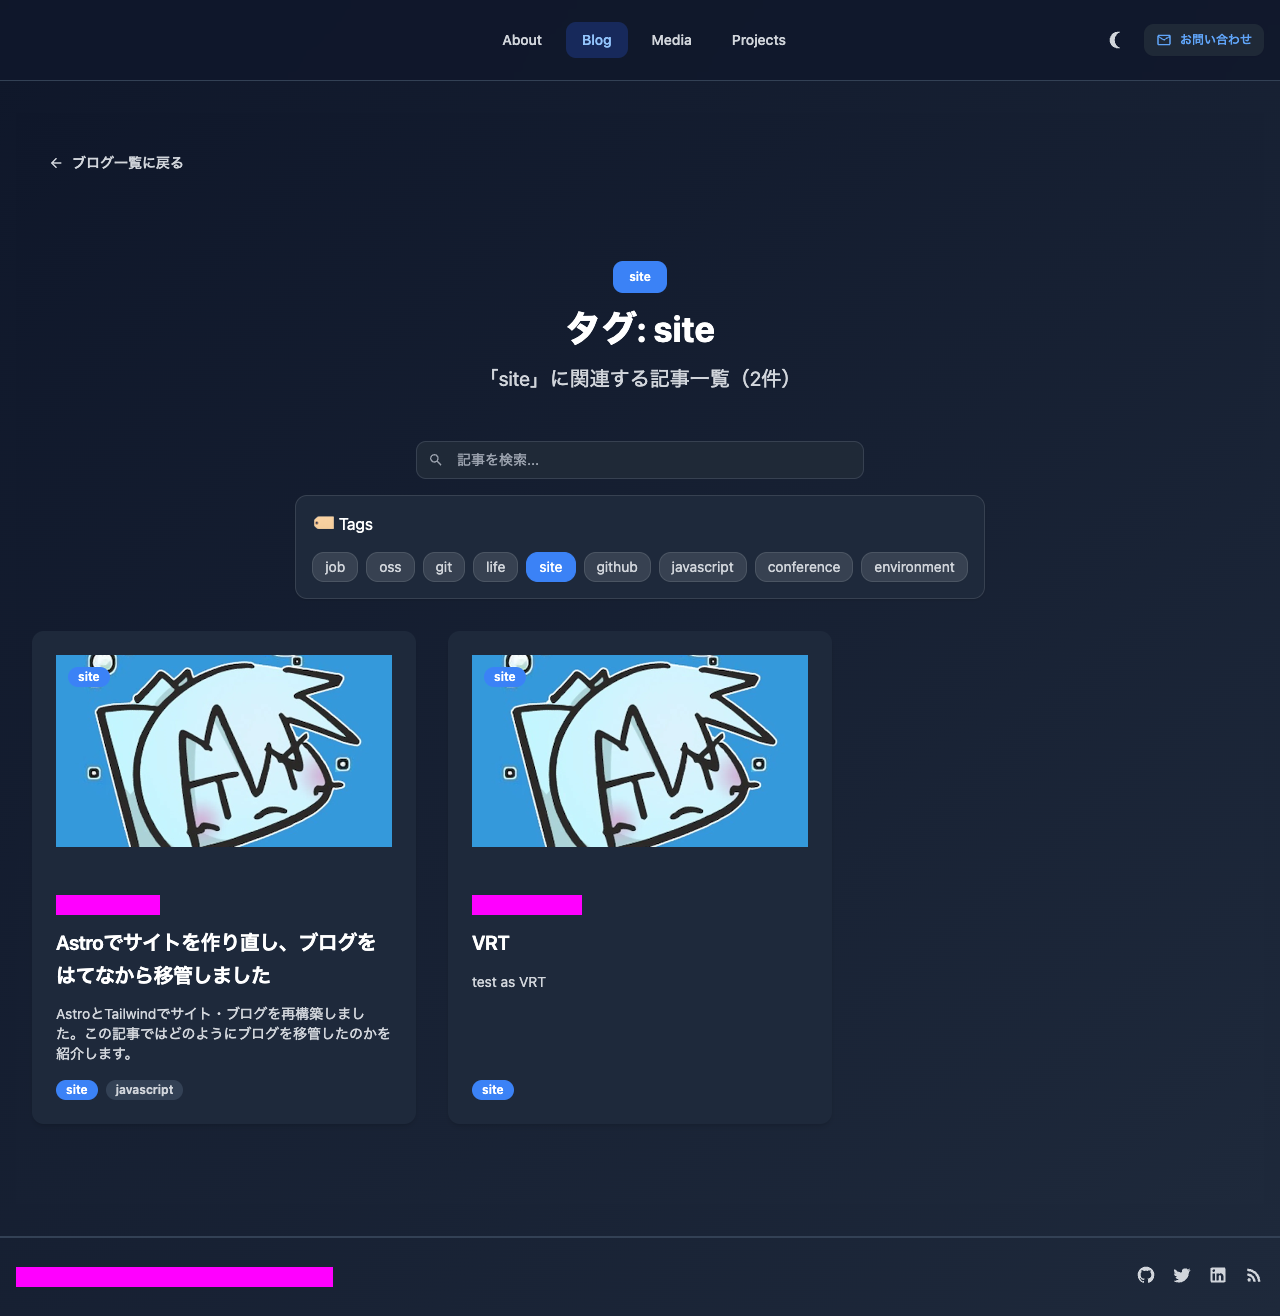 About
Blog
Media
Projects
お問い合わせ
ブログ一覧に戻る
site
タグ: site
「site」に関連する記事一覧（2件）
記事を検索...
Tags
job
oss
git
life
site
github
javascript
conference
environment
site
Astroでサイトを作り直し、ブログを
はてなから移管しました
AstroとTailwindでサイト・ブログを再構築しまし
た。この記事ではどのようにブログを移管したのかを
紹介します。
site
javascript
site
VRT
test as VRT
site